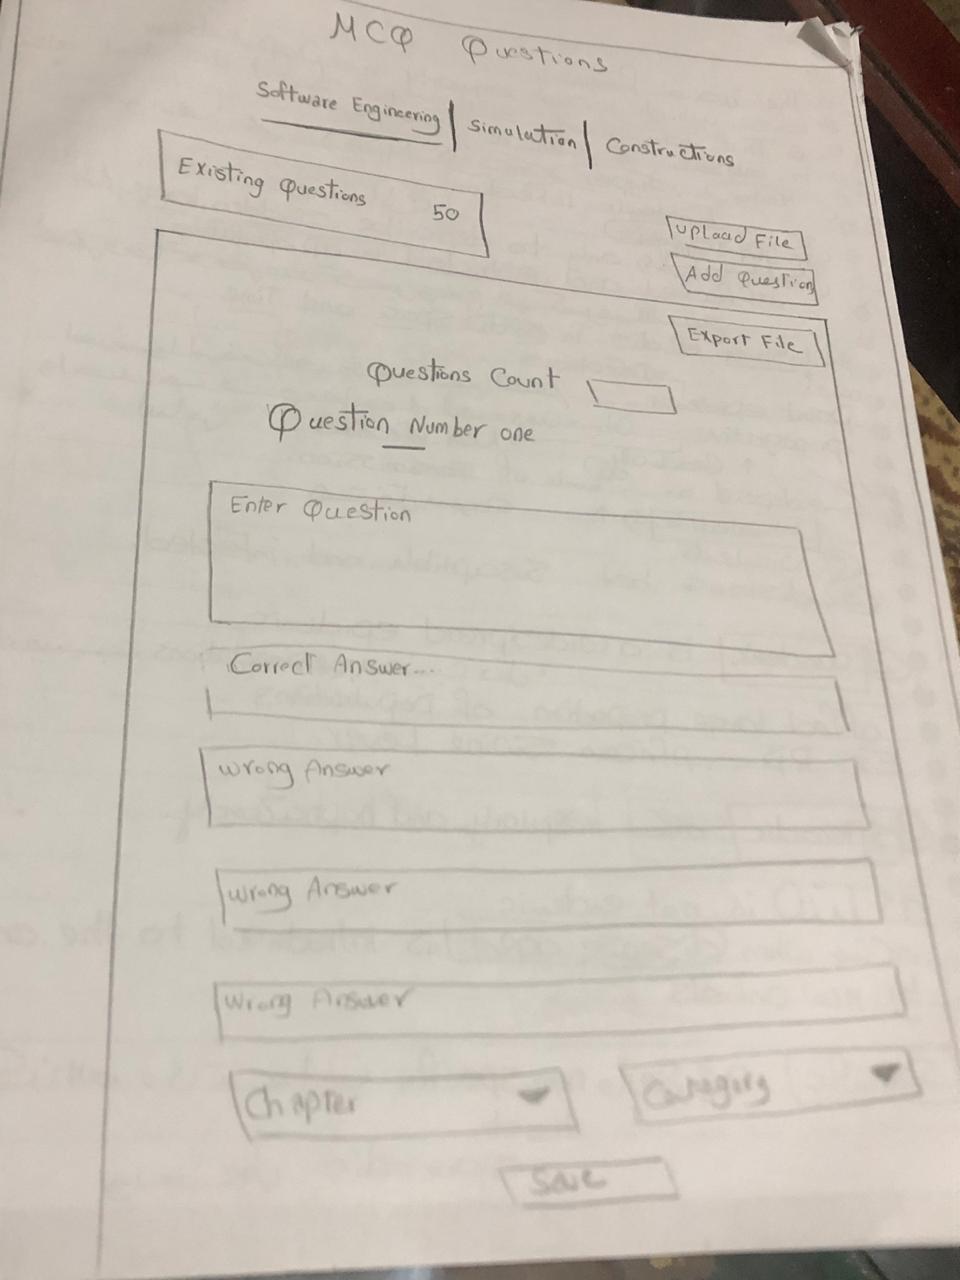 MCQ Questions
Software Engineering | Simulation | Constructions
Existing Questions 50
Upload File
Add Question
Export File
Questions Count
Question Number one
Enter Question
Correct Answer...
Wrong Answer
Wrong Answer
Wrong Answer
Chapter
Category
Save